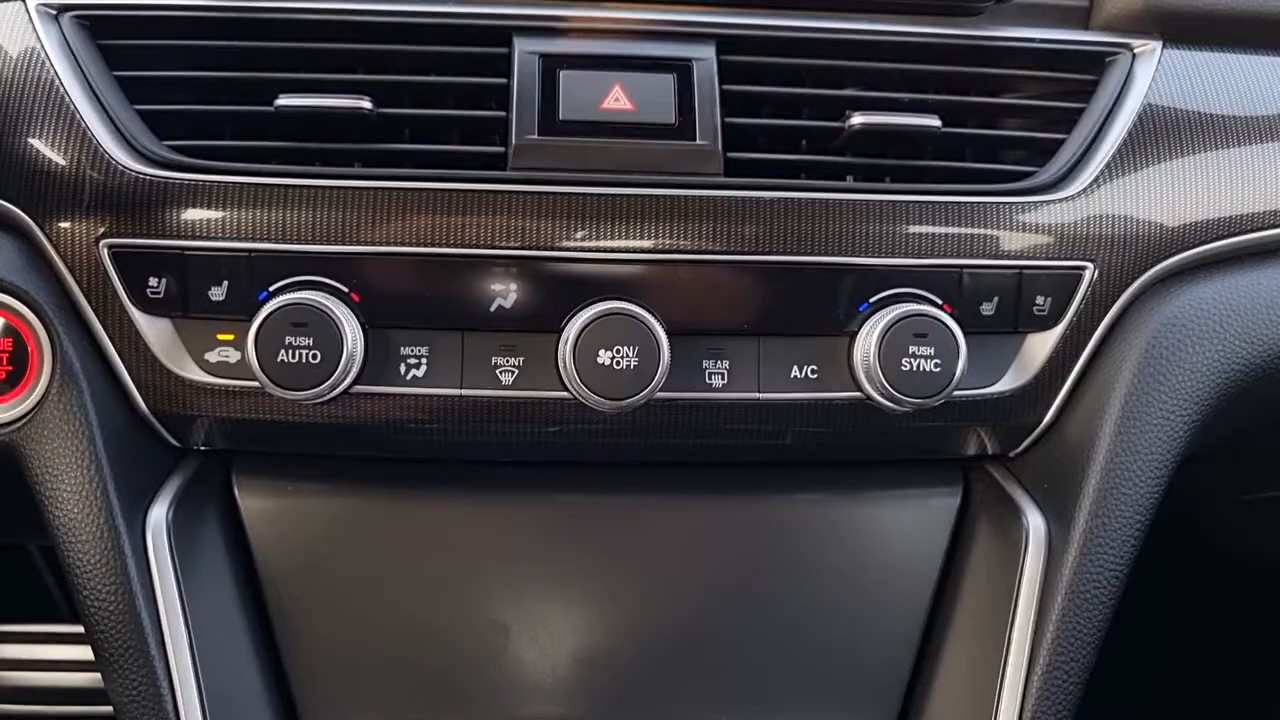 PUSH
AUTO
MODE
FRONT
ON/
OFF
REAR
A/C
PUSH
SYNC